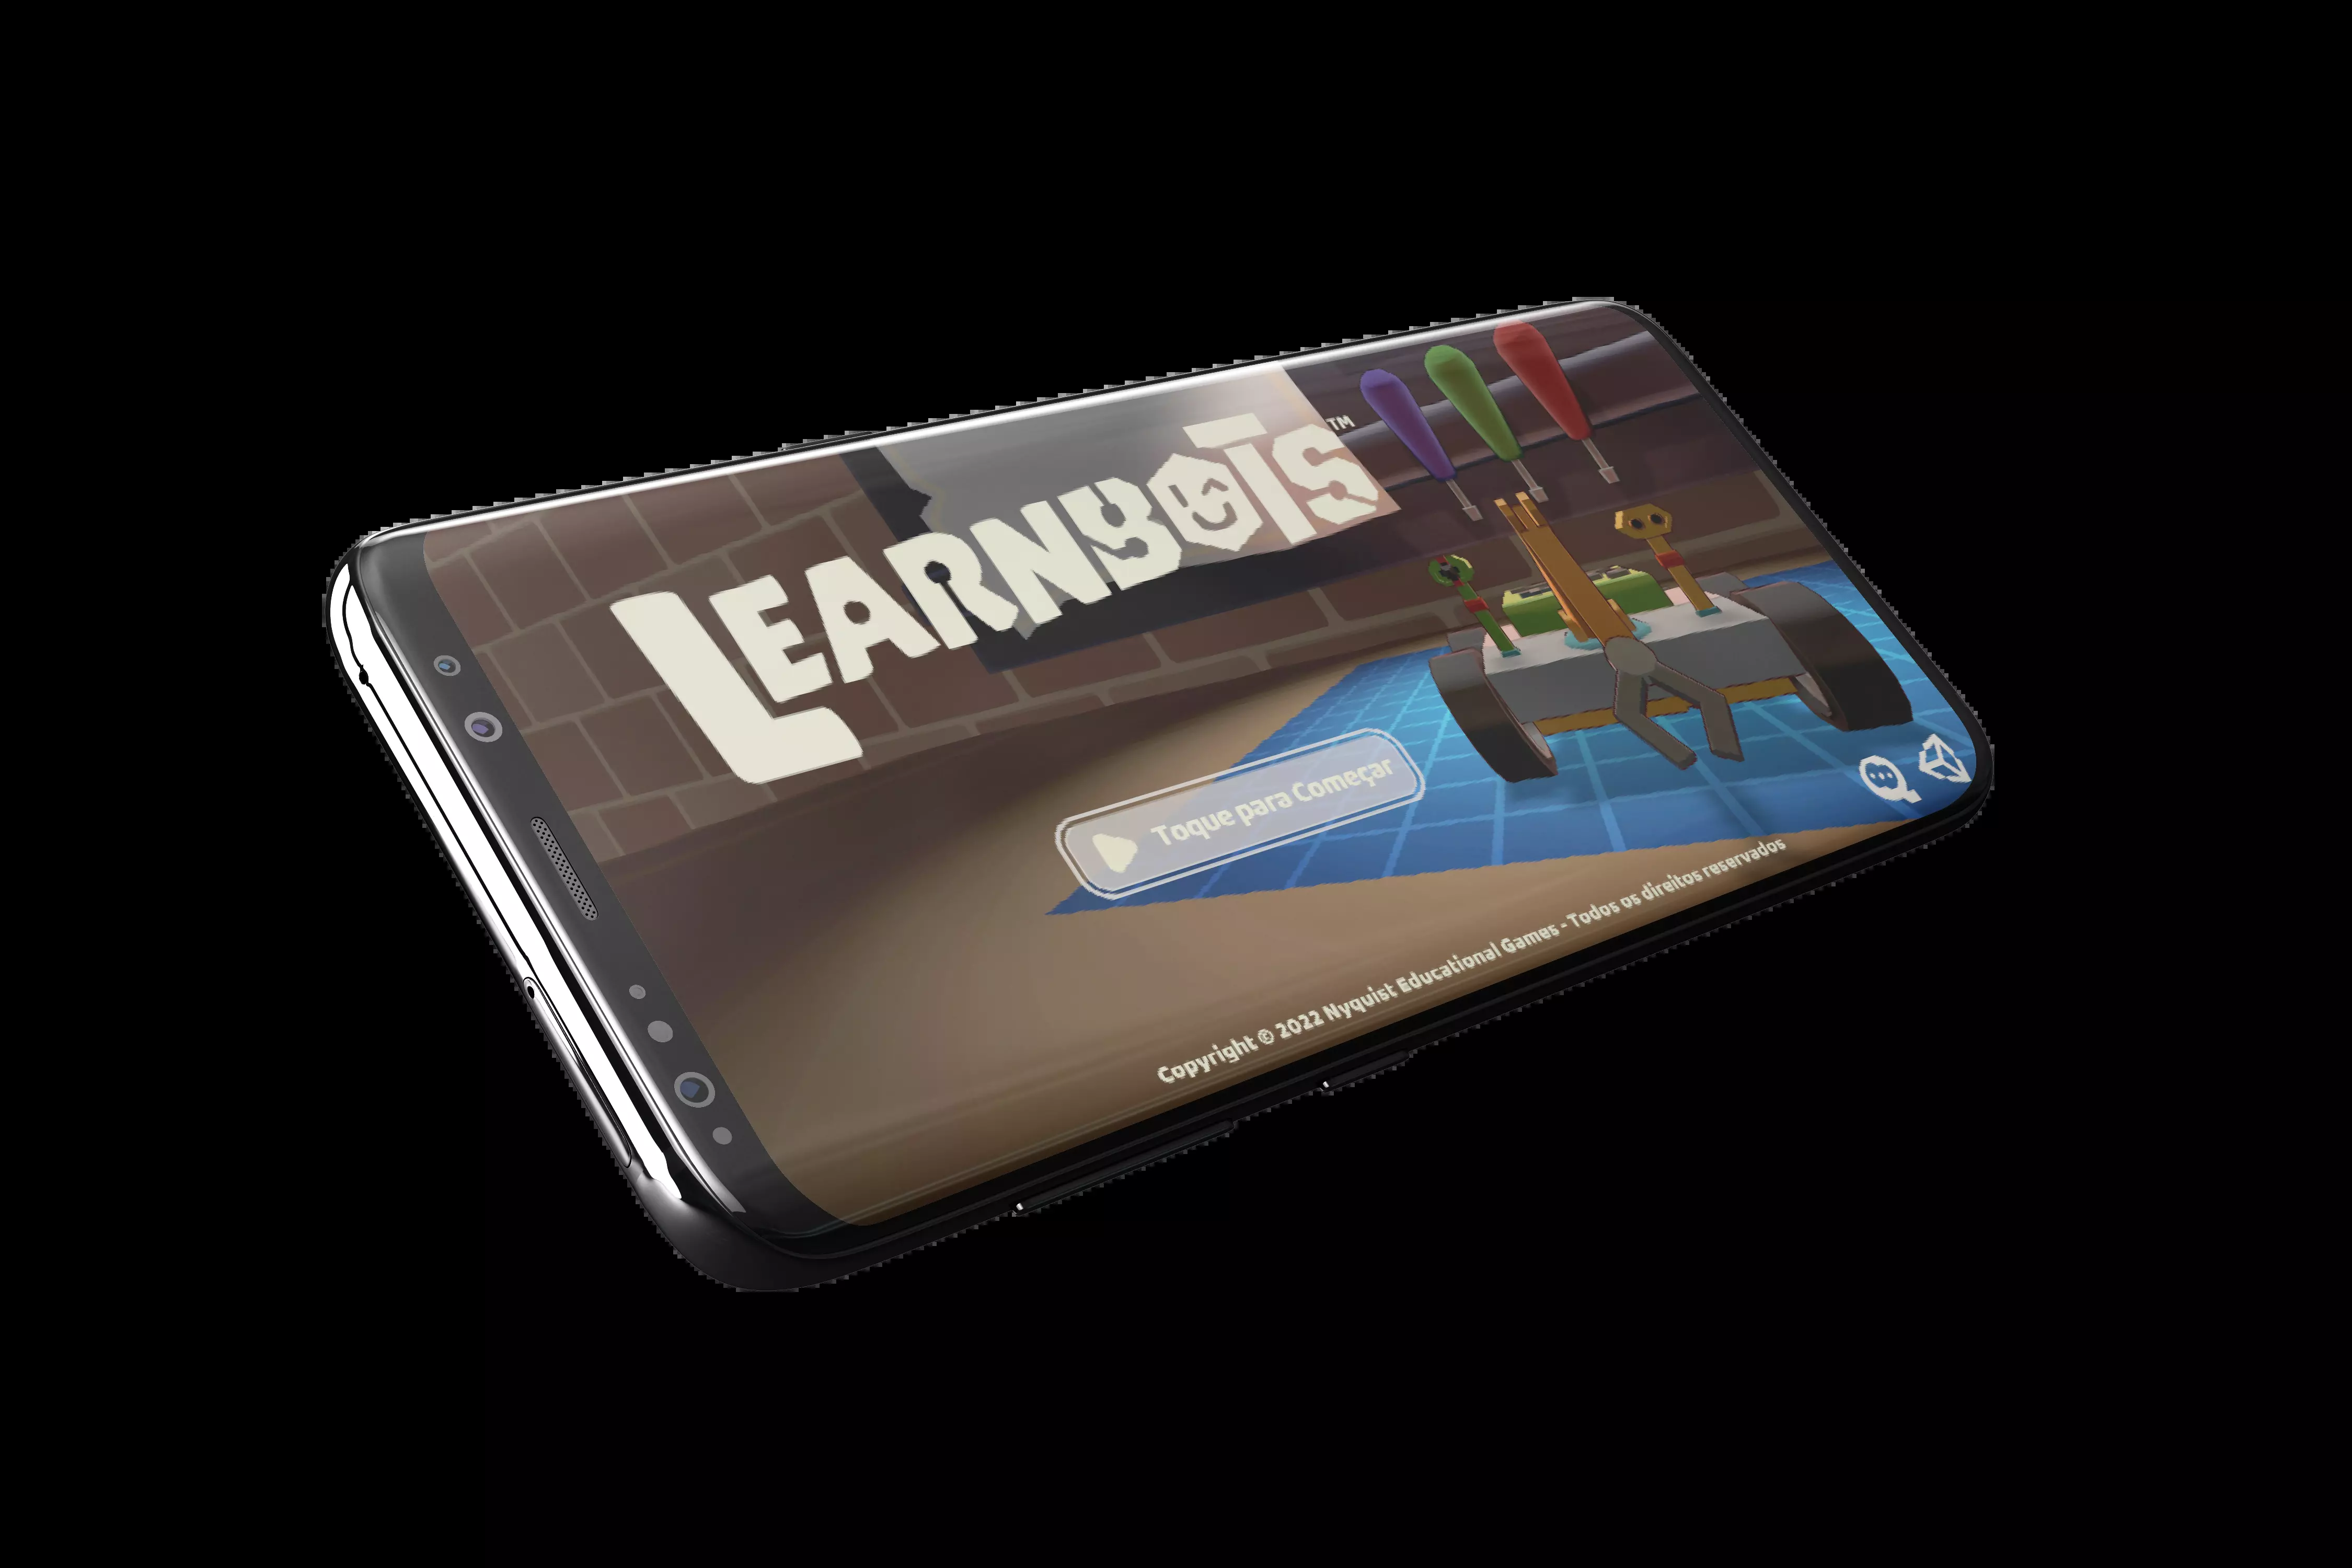 LEARNBOTS™
Toque para Começar
Copyright © 2022 Nyquist Educational Games - Todos os direitos reservados